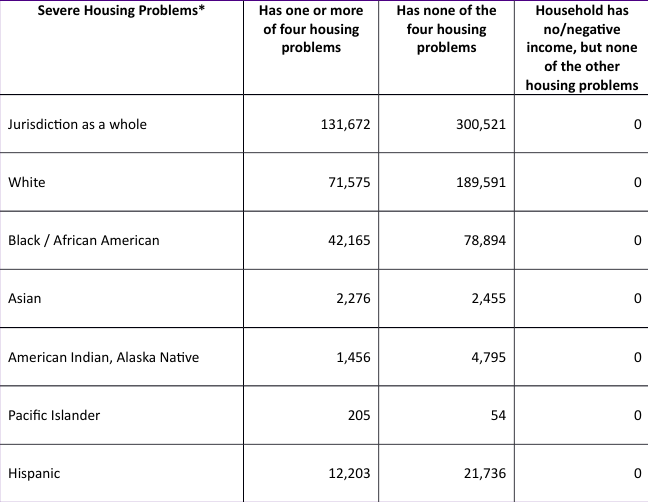 Severe Housing Problems*
Has one or more
of four housing
problems
Has none of the
four housing
problems
Household has
no/negative
income, but none
of the other
housing problems
Jurisdiction as a whole 131,672 300,521 0
White 71,575 189,591 0
Black / African American 42,165 78,894 0
Asian 2,276 2,455 0
American Indian, Alaska Native 1,456 4,795 0
Pacific Islander 205 54 0
Hispanic 12,203 21,736 0